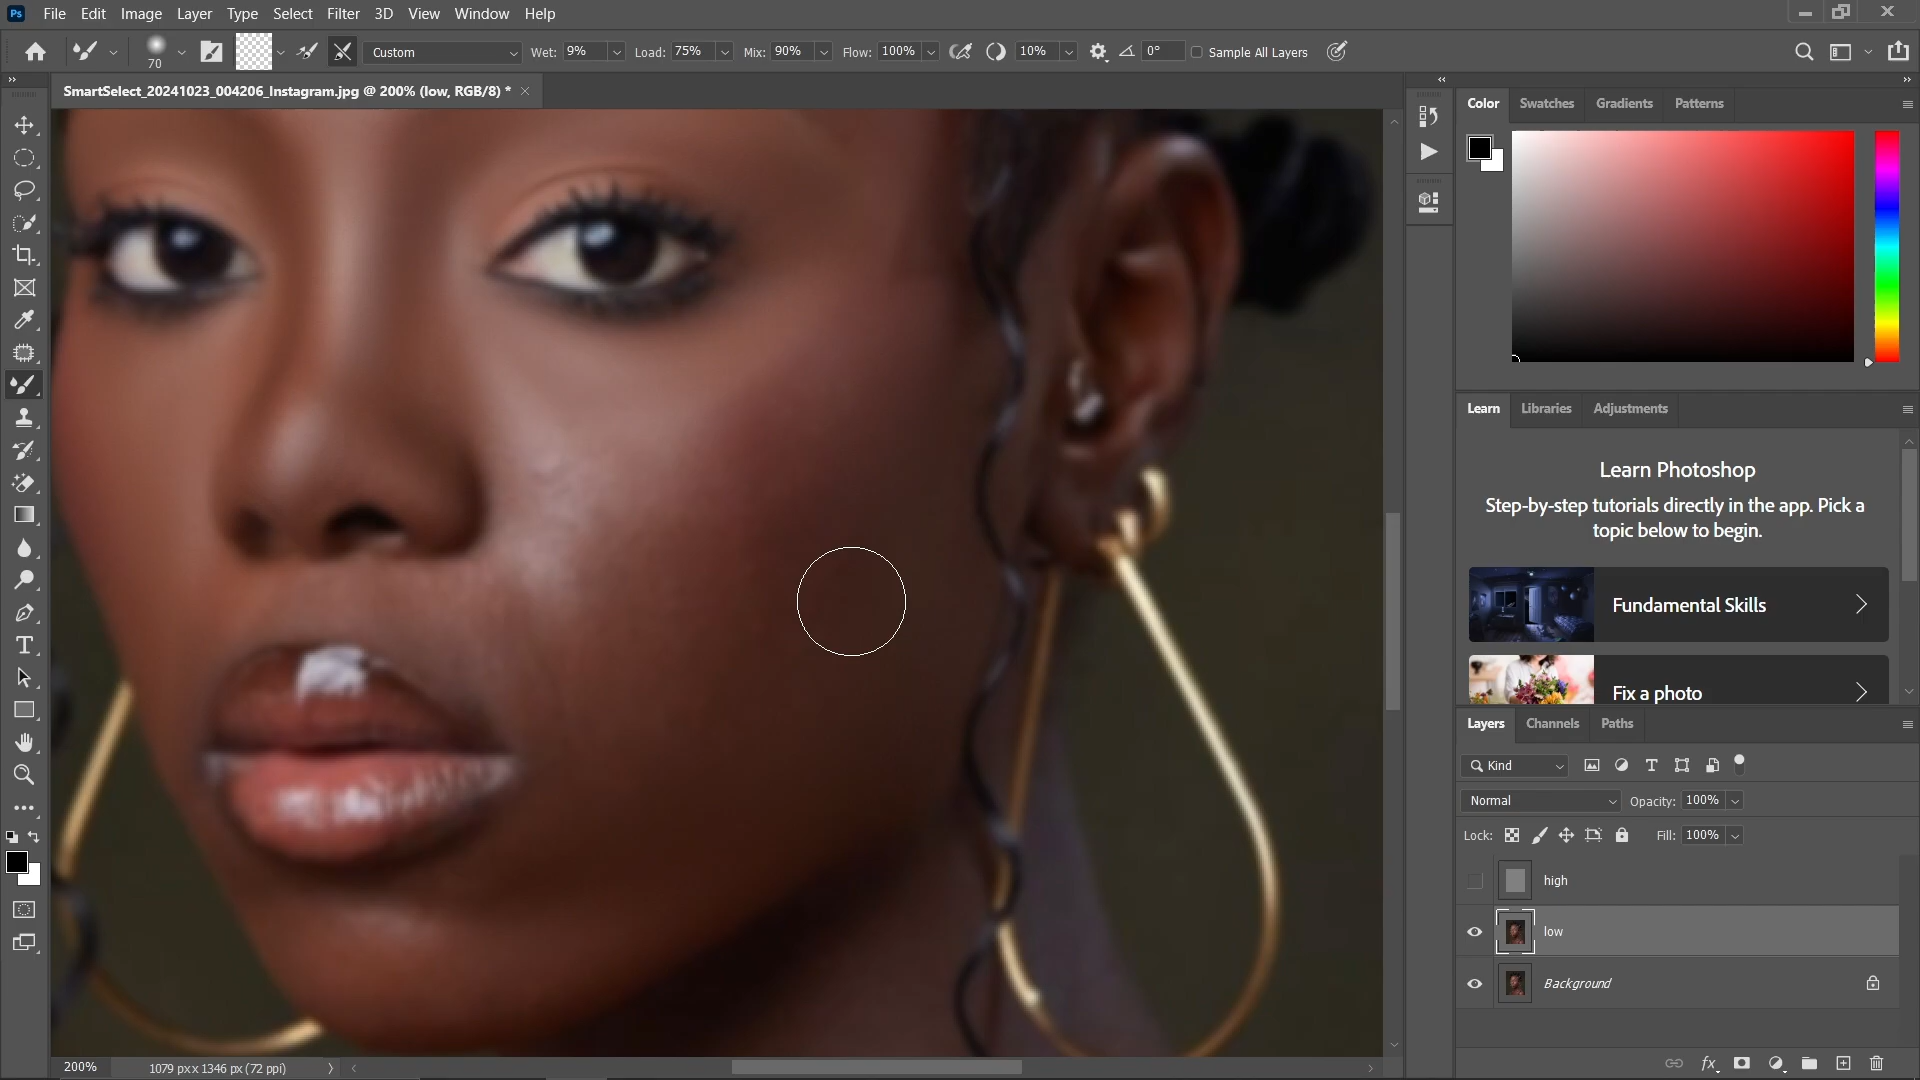 Ps File Edit Image Layer Type Select Filter 3D View Window Help
70 Custom Wet: 9% Load: 75% Mix: 90% Flow: 100% 10% 0° Sample All Layers
SmartSelect_20241023_004206_Instagram.jpg @ 200% (low, RGB/8) *
Color Swatches Gradients Patterns
Learn Libraries Adjustments
Learn Photoshop
Step-by-step tutorials directly in the app. Pick a
topic below to begin.
Fundamental Skills
Fix a photo
Layers Channels Paths
Kind
Normal Opacity: 100%
Lock: Fill: 100%
high
low
Background
200% 1079 px x 1346 px (72 ppi)
fx